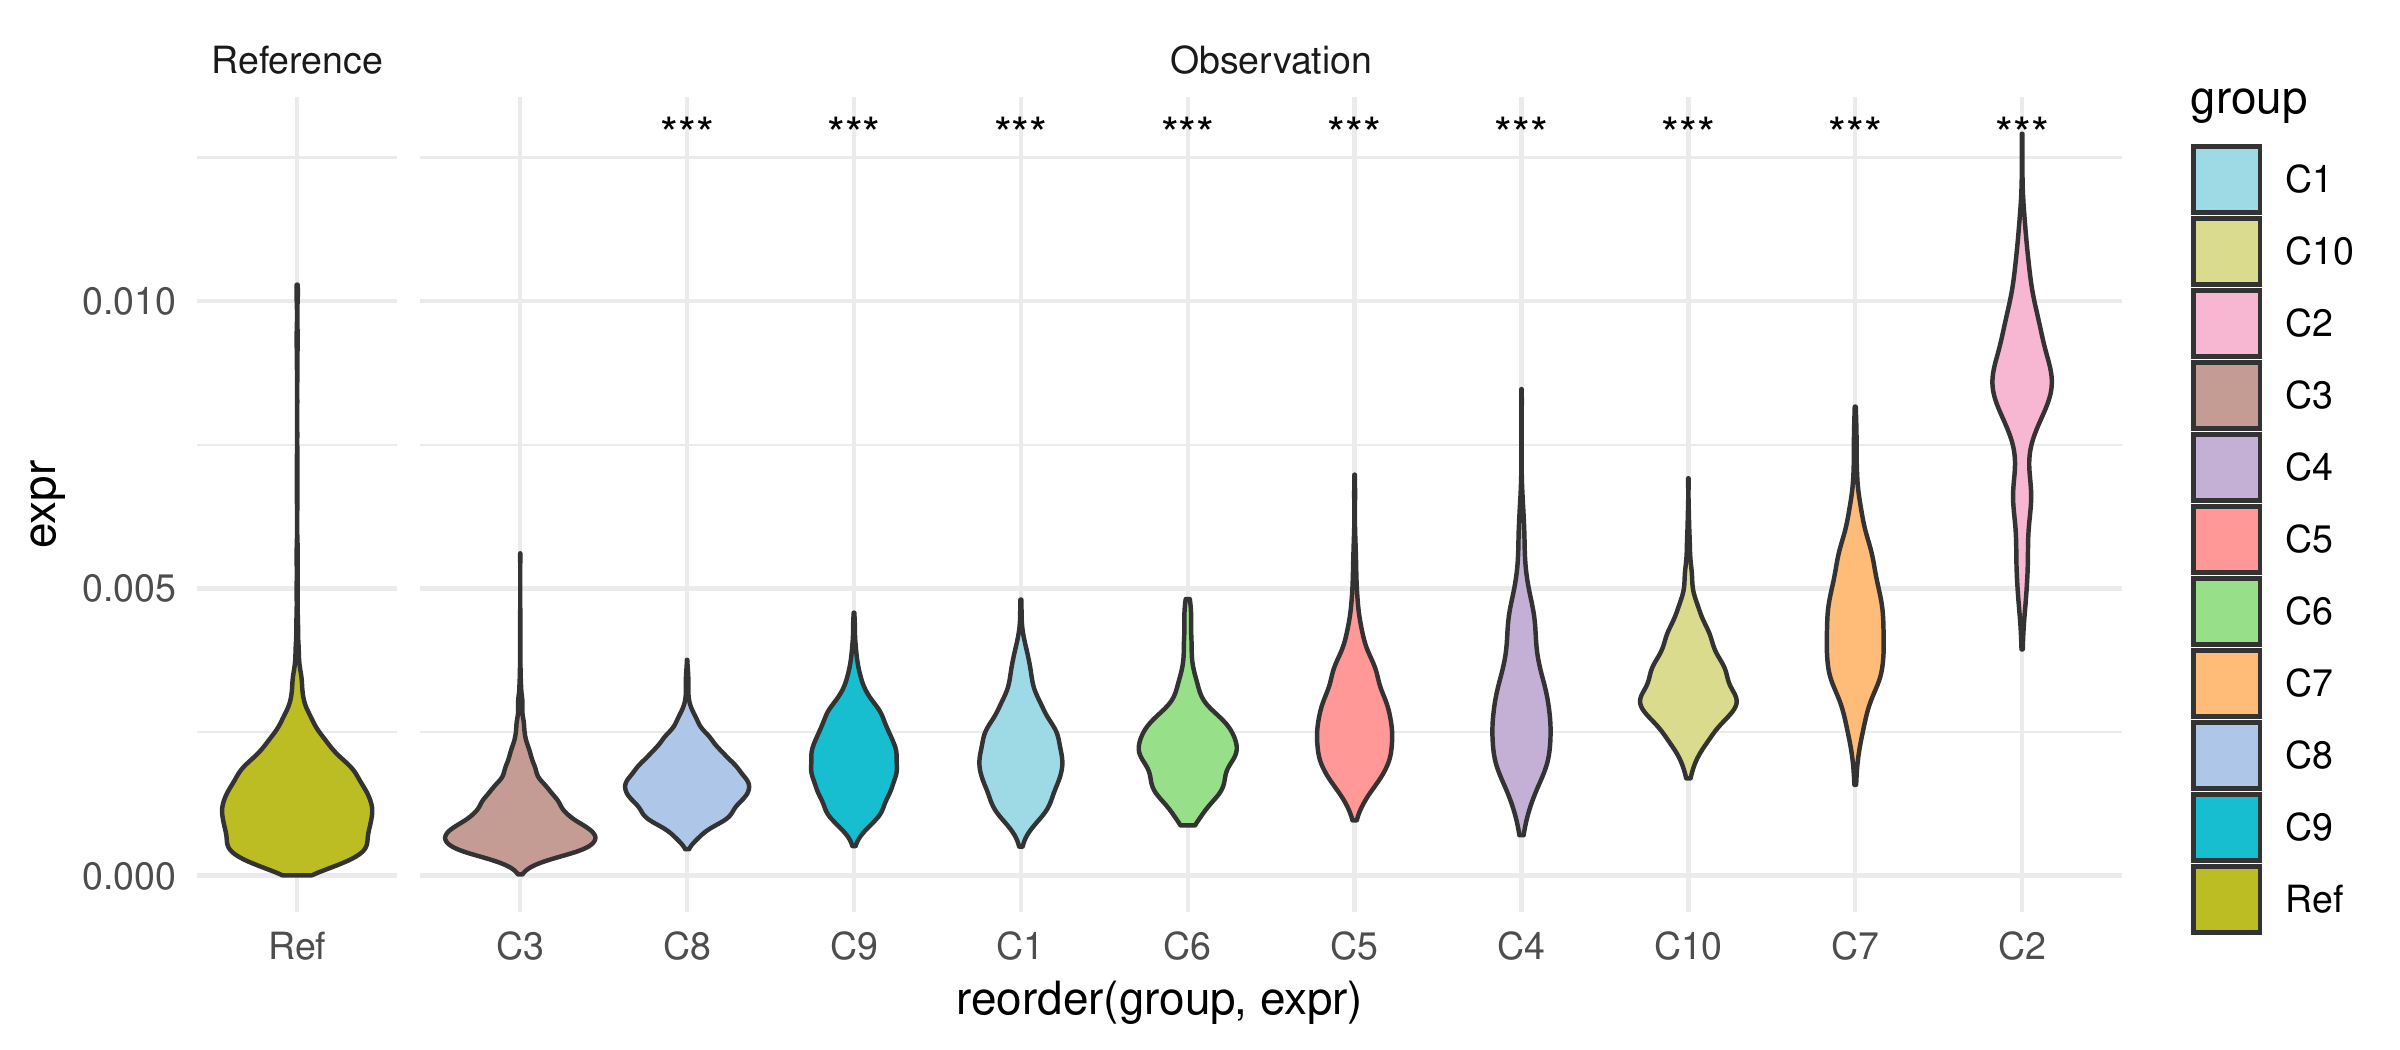 Reference
Observation
*** *** *** *** *** *** *** *** ***
expr
0.010
0.005
0.000
Ref C3 C8 C9 C1 C6 C5 C4 C10 C7 C2
reorder(group, expr)
group
C1
C10
C2
C3
C4
C5
C6
C7
C8
C9
Ref